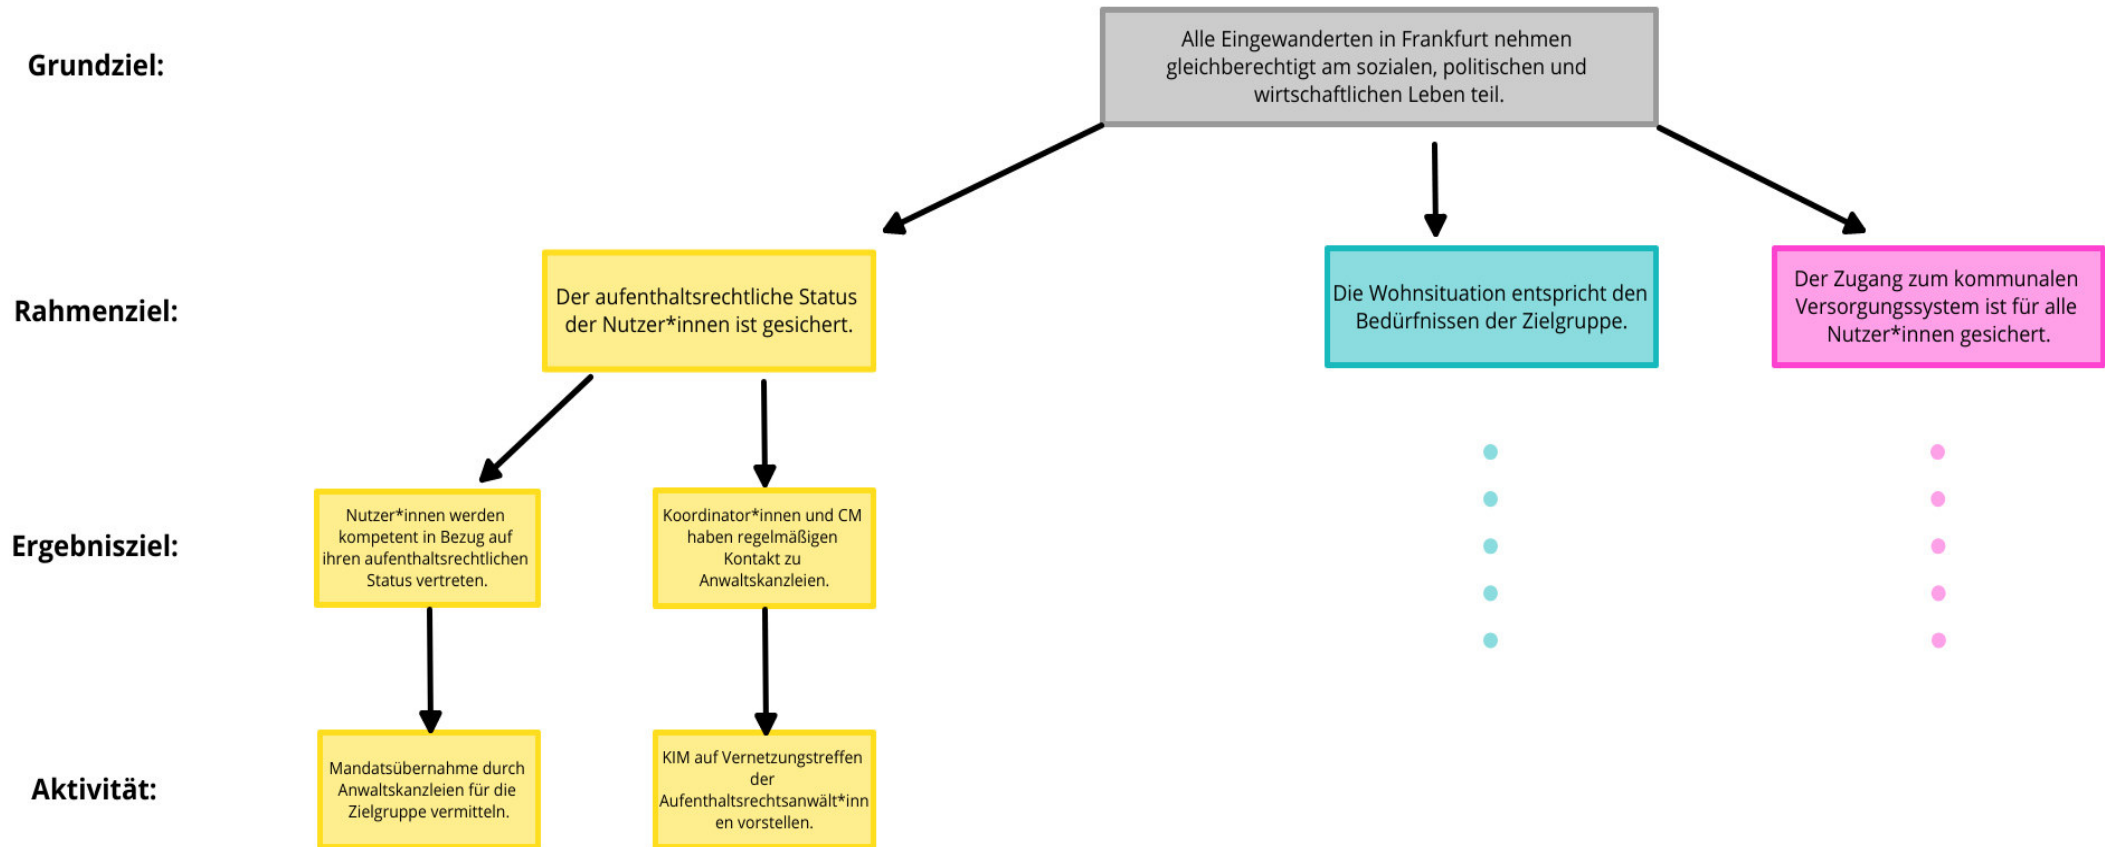 Grundziel:
Alle Eingewanderten in Frankfurt nehmen
gleichberechtigt am sozialen, politischen und
wirtschaftlichen Leben teil.
Rahmenziel:
Der aufenthaltsrechtliche Status
der Nutzer*innen ist gesichert.
Die Wohnsituation entspricht den
Bedürfnissen der Zielgruppe.
Der Zugang zum kommunalen
Versorgungssystem ist für alle
Nutzer*innen gesichert.
Ergebnisziel:
Nutzer*innen werden
kompetent in Bezug auf
ihren aufenthaltsrechtlichen
Status vertreten.
Koordinator*innen und CM
haben regelmäßigen
Kontakt zu
Anwaltskanzleien.
Aktivität:
Mandatsübernahme durch
Anwaltskanzleien für die
Zielgruppe vermitteln.
KIM auf Vernetzungstreffen
der
Aufenthaltsrechtsanwält*inn
en vorstellen.